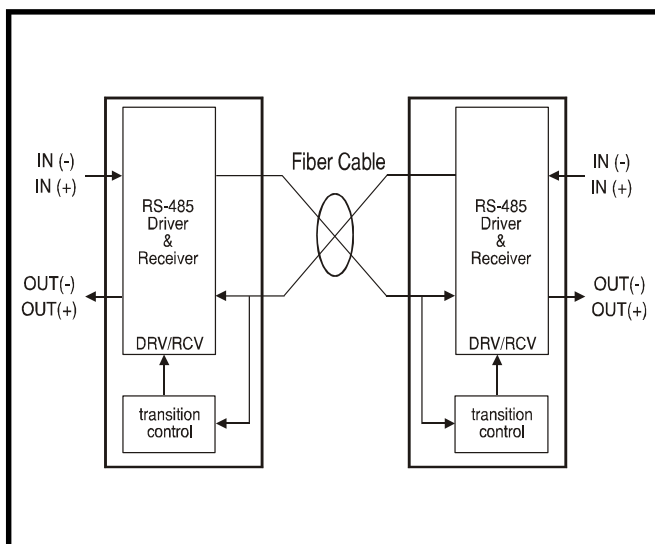 Fiber Cable
IN (-)
IN (+)
OUT(-)
OUT(+)
RS-485
Driver
&
Receiver
DRV/RCV
transition
control
RS-485
Driver
&
Receiver
DRV/RCV
transition
control
IN (-)
IN (+)
OUT(-)
OUT(+)